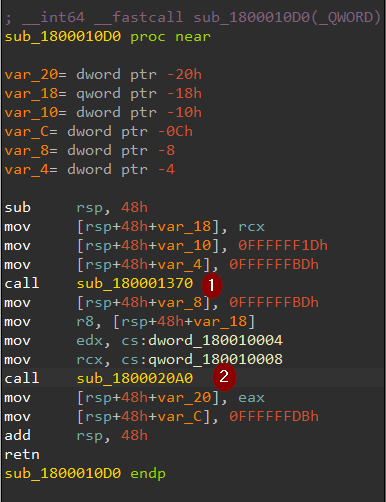 ; __int64 __fastcall sub_1800010D0(_QWORD)
sub_1800010D0 proc near
var_20= dword ptr -20h
var_18= qword ptr -18h
var_10= dword ptr -10h
var_C= dword ptr -0Ch
var_8= dword ptr -8
var_4= dword ptr -4
sub rsp, 48h
mov [rsp+48h+var_18], rcx
mov [rsp+48h+var_10], 0FFFFFF1Dh
mov [rsp+48h+var_4], 0FFFFFFBDh
call sub_180001370 1
mov [rsp+48h+var_8], 0FFFFFFBDh
mov r8, [rsp+48h+var_18]
mov edx, cs:dword_180010004
mov rcx, cs:qword_180010008
call sub_1800020A0 2
mov [rsp+48h+var_20], eax
mov [rsp+48h+var_C], 0FFFFFFDBh
add rsp, 48h
retn
sub_1800010D0 endp